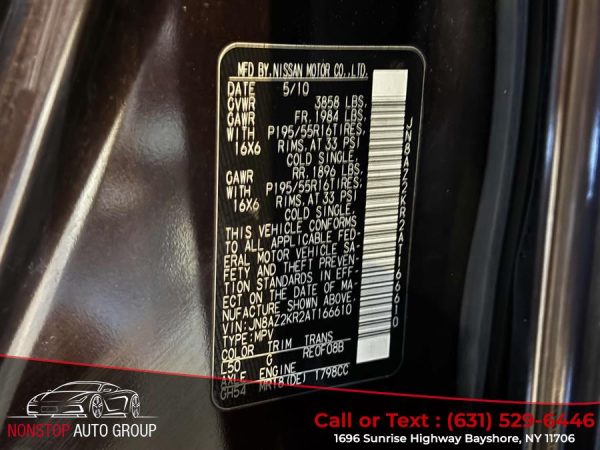 MFD BY NISSAN MOTOR CO., LTD.
DATE 5/10
GVWR 3858 LBS.
GAWR FR. 1984 LBS.
WITH P195/55R16TIRES,
16X6 RIMS, AT 33 PSI
COLD SINGLE,
GAWR RR. 1896 LBS.
WITH P195/55R16TIRES,
16X6 RIMS, AT 33 PSI
COLD SINGLE,
THIS VEHICLE CONFORMS
TO ALL APPLICABLE FED-
ERAL MOTOR VEHICLE SA-
FETY AND THEFT PREVEN-
TION STANDARDS IN EFF-
ECT ON THE DATE OF MA-
NUFACTURE SHOWN ABOVE.
VIN:JN8AZ2KR2AT166610
TYPE:MPV
COLOR TRIM TRANS
L50 G RE0F08B
AXLE ENGINE
GH54 MR18(DE) 1798CC
JN8AZ2KR2AT166610
NONSTOP AUTO GROUP
Call or Text : (631) 529-6446
1696 Sunrise Highway Bayshore, NY 11706